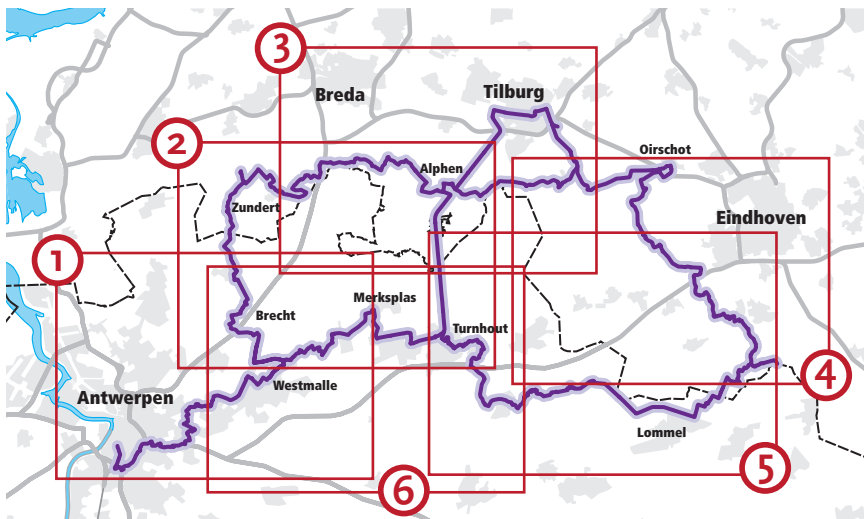 3
Breda
Tilburg
2
Alphen
Oirschot
Zundert
Eindhoven
1
Merksplas
Brecht
Turnhout
4
Westmalle
Antwerpen
Lommel
5
6